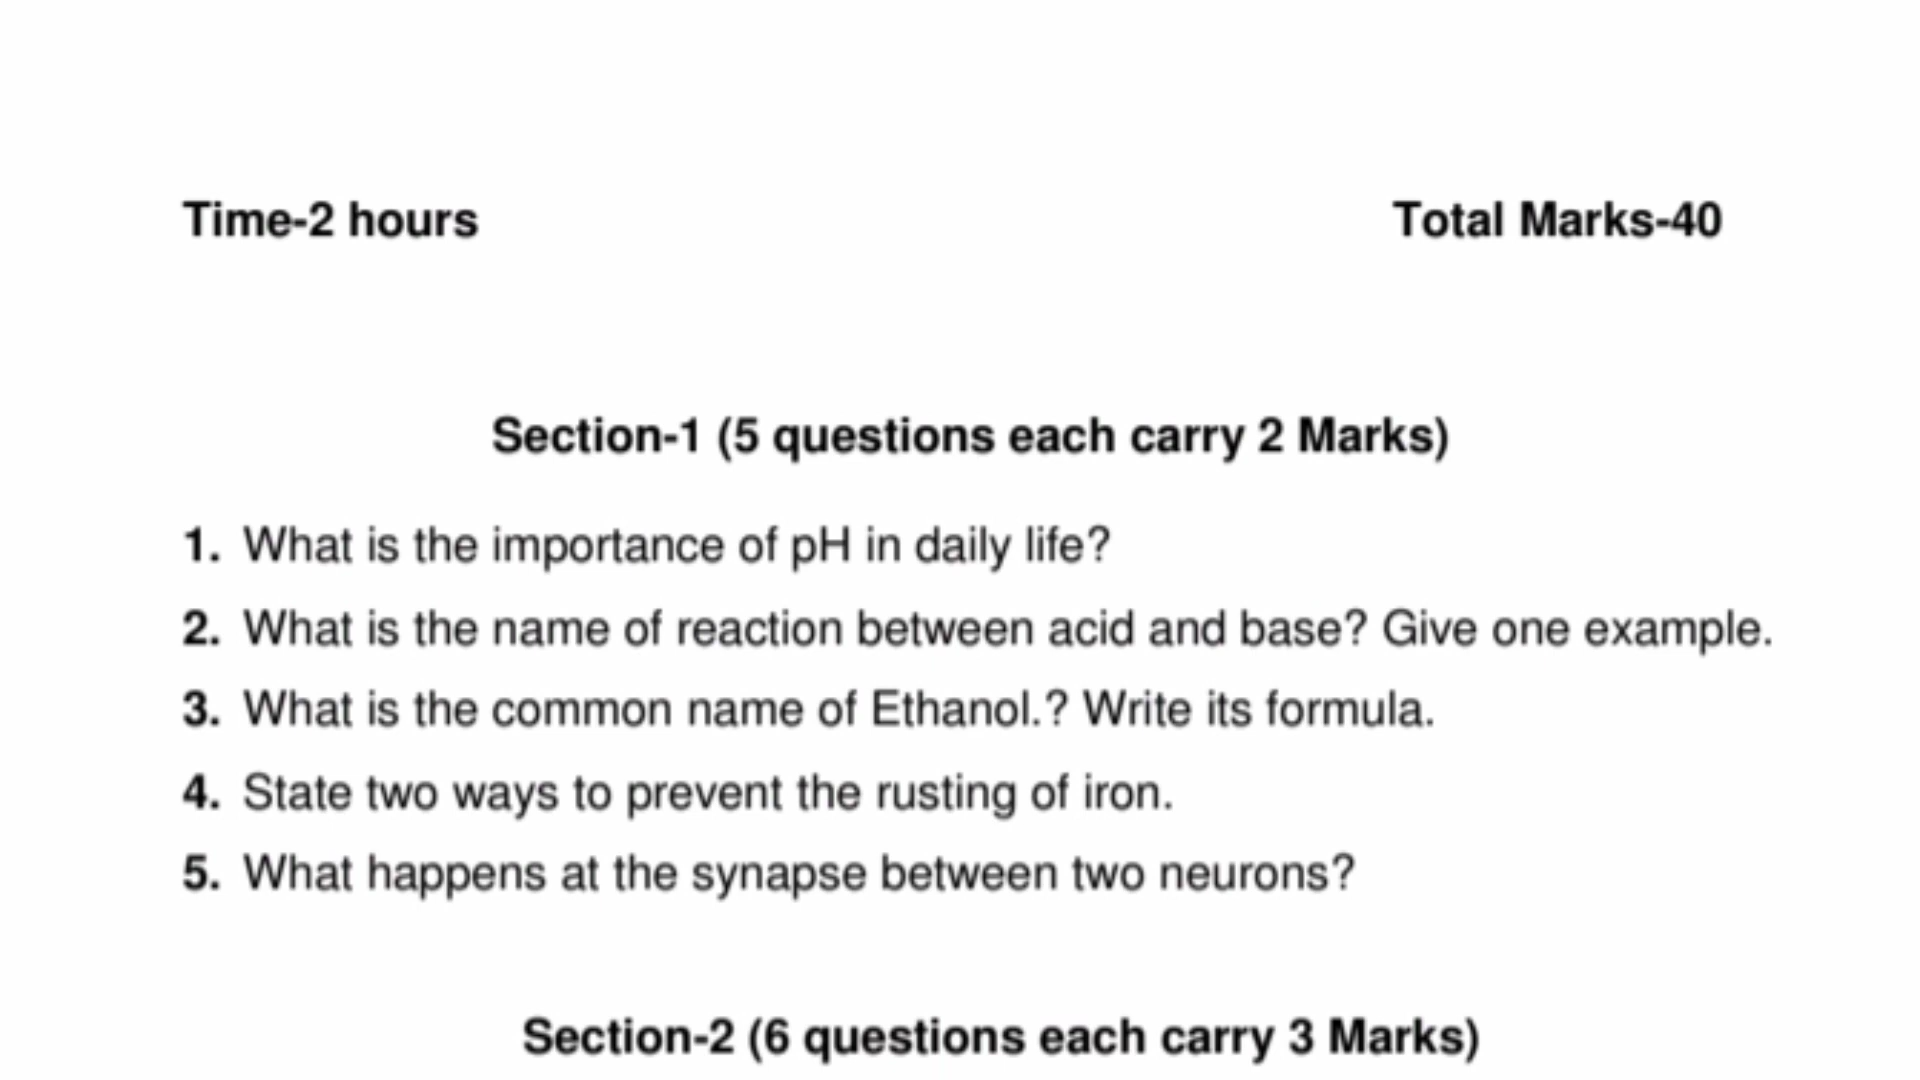 Time-2 hours
Total Marks-40
Section-1 (5 questions each carry 2 Marks)
1. What is the importance of pH in daily life?
2. What is the name of reaction between acid and base? Give one example.
3. What is the common name of Ethanol.? Write its formula.
4. State two ways to prevent the rusting of iron.
5. What happens at the synapse between two neurons?
Section-2 (6 questions each carry 3 Marks)